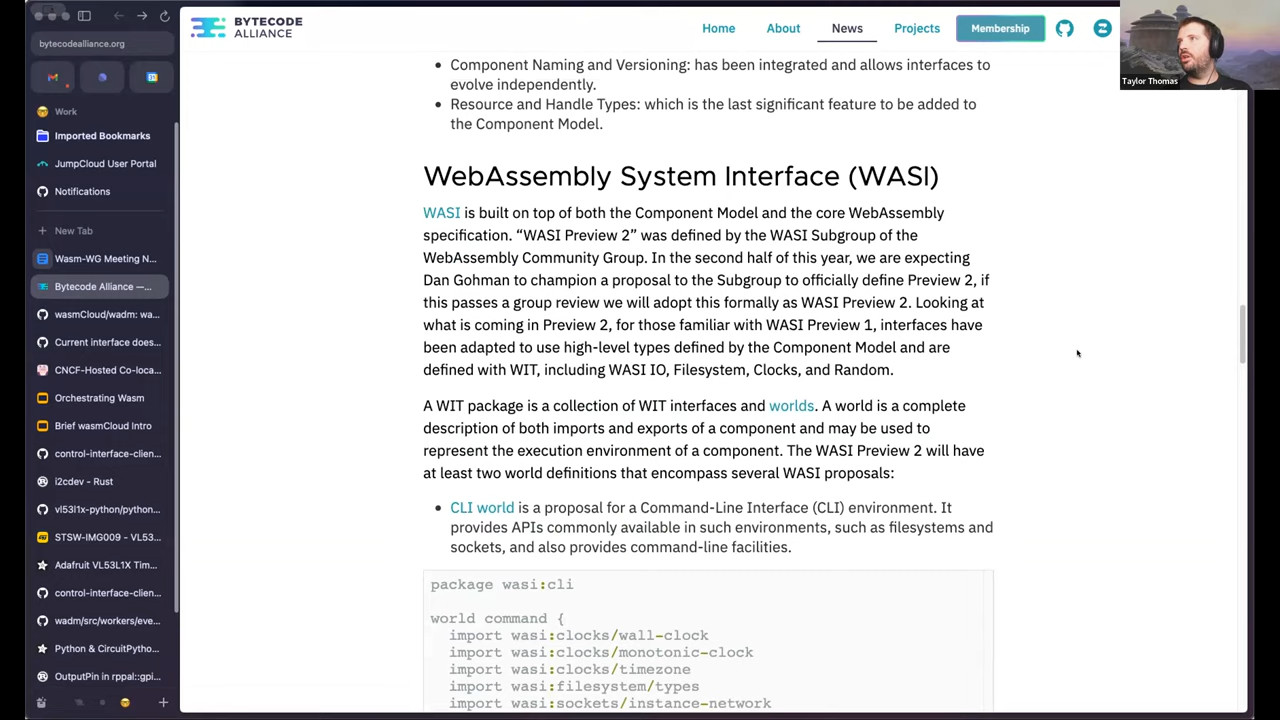 BYTECODE
ALLIANCE
Home
About
News
Projects
Membership
Taylor Thomas
bytecodealliance.org
Work
Imported Bookmarks
JumpCloud User Portal
Notifications
New Tab
Wasm-WG Meeting N...
Bytecode Alliance —...
wasmCloud/wadm: wa...
Current interface does...
CNCF-Hosted Co-loca...
Orchestrating Wasm
Brief wasmCloud Intro
control-interface-clien...
i2cdev - Rust
vl53l1x-python/python...
STSW-IMG009 - VL53...
Adafruit VL53L1X Tim...
control-interface-clien...
wadm/src/workers/eve...
Python & CircuitPytho...
OutputPin in rppal::gpi...
• Component Naming and Versioning: has been integrated and allows interfaces to
evolve independently.
• Resource and Handle Types: which is the last significant feature to be added to
the Component Model.
WebAssembly System Interface (WASI)
WASI is built on top of both the Component Model and the core WebAssembly
specification. “WASI Preview 2” was defined by the WASI Subgroup of the
WebAssembly Community Group. In the second half of this year, we are expecting
Dan Gohman to champion a proposal to the Subgroup to officially define Preview 2, if
this passes a group review we will adopt this formally as WASI Preview 2. Looking at
what is coming in Preview 2, for those familiar with WASI Preview 1, interfaces have
been adapted to use high-level types defined by the Component Model and are
defined with WIT, including WASI IO, Filesystem, Clocks, and Random.
A WIT package is a collection of WIT interfaces and worlds. A world is a complete
description of both imports and exports of a component and may be used to
represent the execution environment of a component. The WASI Preview 2 will have
at least two world definitions that encompass several WASI proposals:
• CLI world is a proposal for a Command-Line Interface (CLI) environment. It
provides APIs commonly available in such environments, such as filesystems and
sockets, and also provides command-line facilities.
package wasi:cli
world command {
import wasi:clocks/wall-clock
import wasi:clocks/monotonic-clock
import wasi:clocks/timezone
import wasi:filesystem/types
import wasi:sockets/instance-network